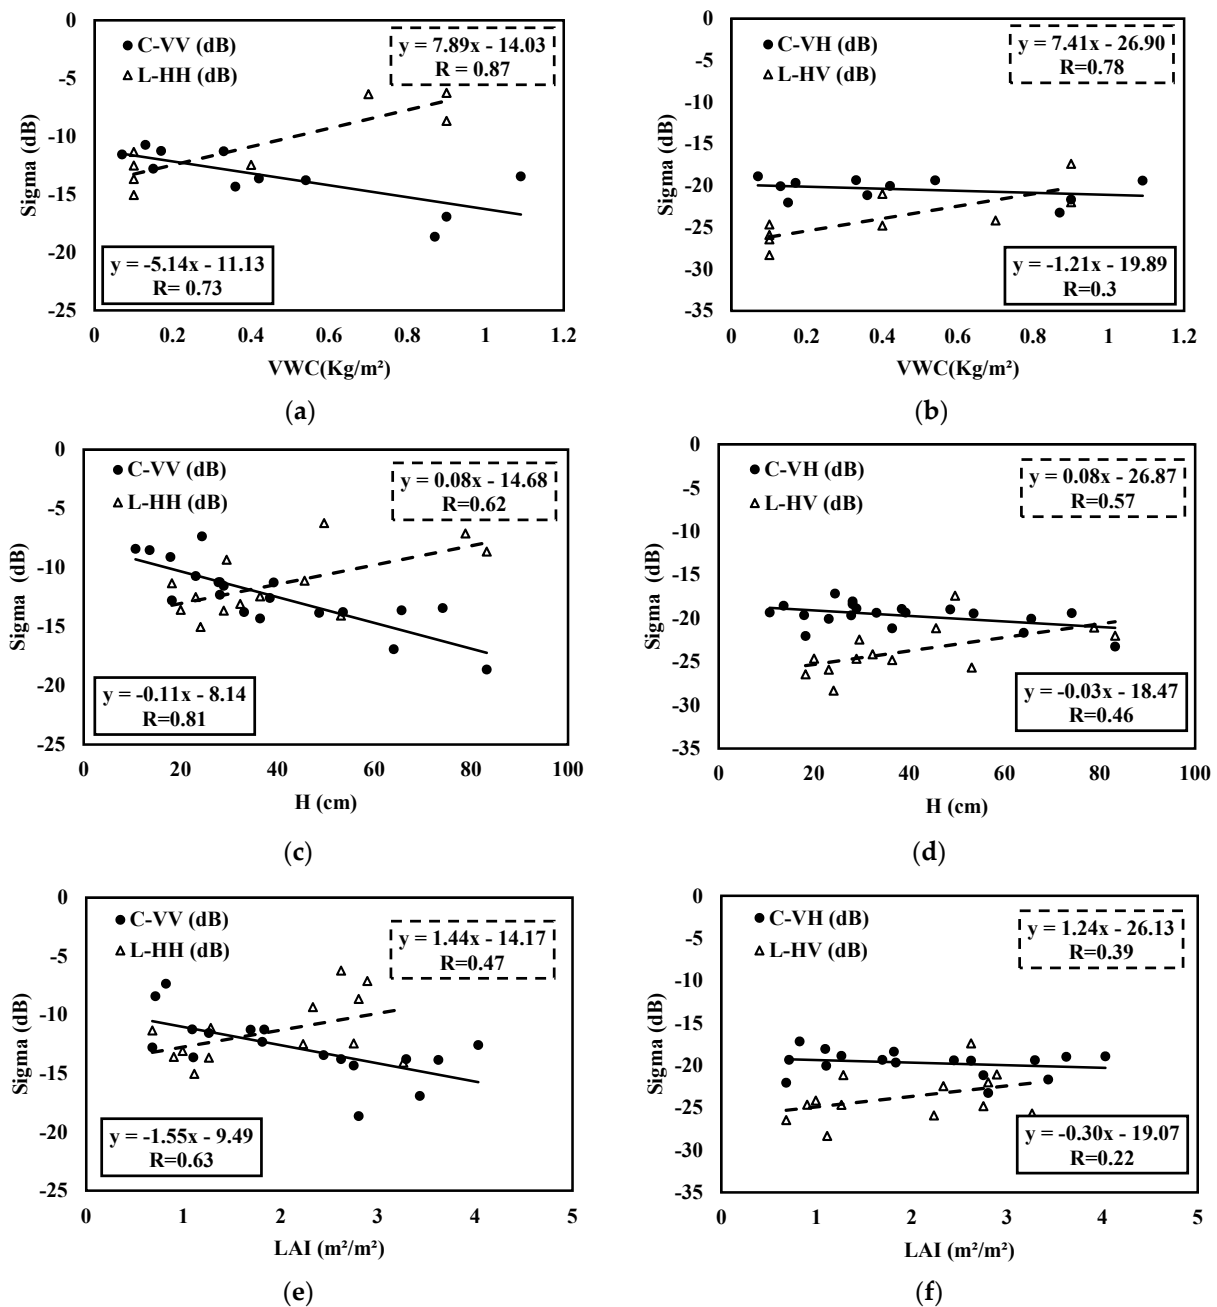 0
-5
-10
-15
-20
-25
Sigma (dB)
C-VV (dB)
L-HH (dB)
y = 7.89x - 14.03
R = 0.87
y = -5.14x - 11.13
R= 0.73
0 0.2 0.4 0.6 0.8 1 1.2
VWC(Kg/m²)
(a)
0
-5
-10
-15
-20
-25
-30
-35
Sigma (dB)
C-VH (dB)
L-HV (dB)
y = 7.41x - 26.90
R=0.78
y = -1.21x - 19.89
R=0.3
0 0.2 0.4 0.6 0.8 1 1.2
VWC(Kg/m²)
(b)
0
-5
-10
-15
-20
-25
Sigma (dB)
C-VV (dB)
L-HH (dB)
y = 0.08x - 14.68
R=0.62
y = -0.11x - 8.14
R=0.81
0 20 40 60 80 100
H (cm)
(c)
0
-5
-10
-15
-20
-25
-30
-35
Sigma (dB)
C-VH (dB)
L-HV (dB)
y = 0.08x - 26.87
R=0.57
y = -0.03x - 18.47
R=0.46
0 20 40 60 80 100
H (cm)
(d)
0
-5
-10
-15
-20
-25
Sigma (dB)
C-VV (dB)
L-HH (dB)
y = 1.44x - 14.17
R=0.47
y = -1.55x - 9.49
R=0.63
0 1 2 3 4 5
LAI (m²/m²)
(e)
0
-5
-10
-15
-20
-25
-30
-35
Sigma (dB)
C-VH (dB)
L-HV (dB)
y = 1.24x - 26.13
R=0.39
y = -0.30x - 19.07
R=0.22
0 1 2 3 4 5
LAI (m²/m²)
(f)